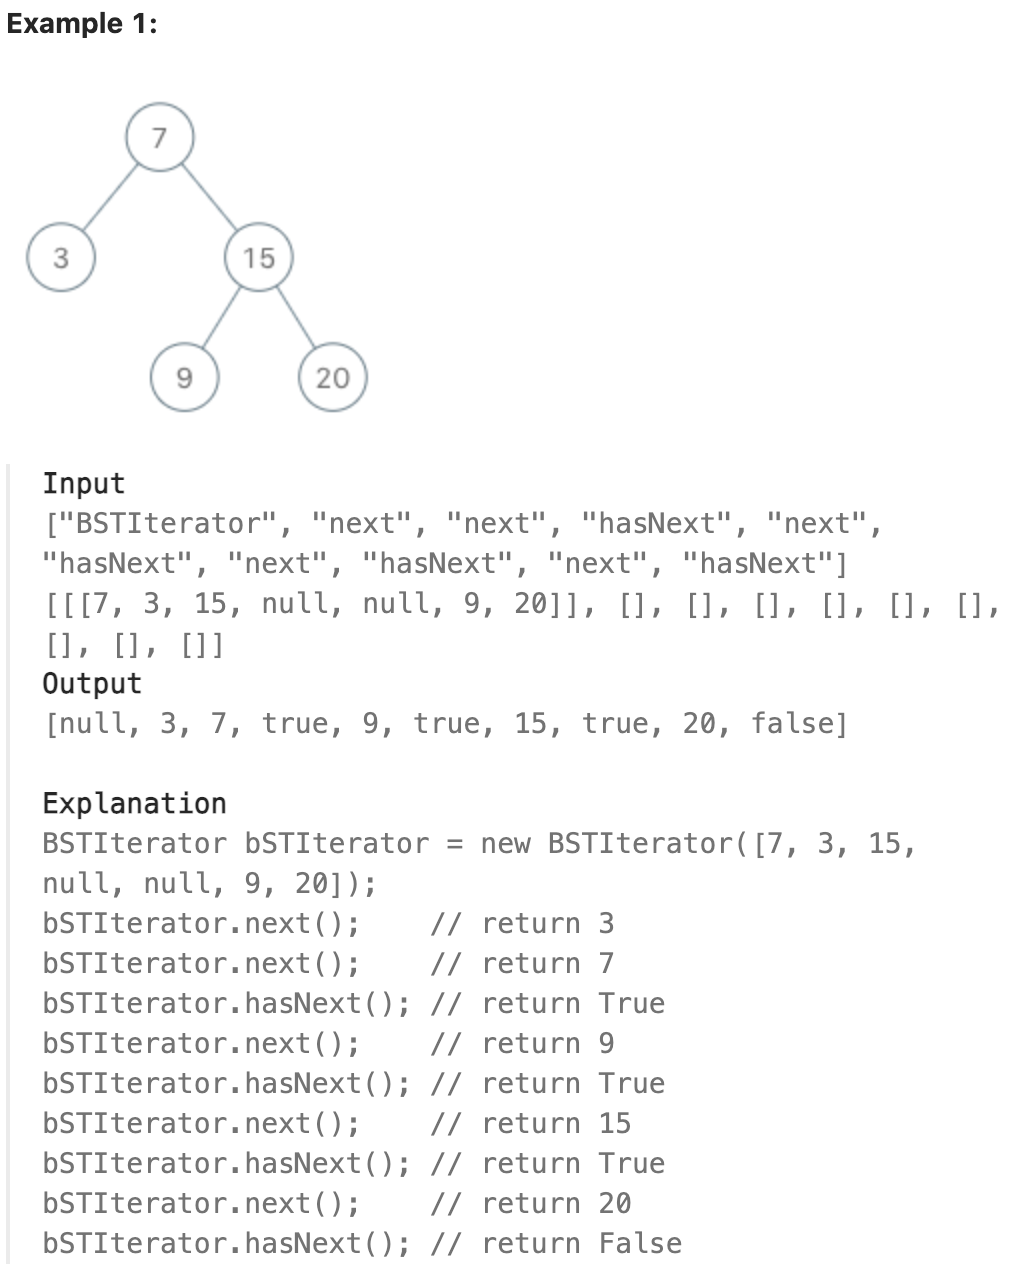 Example 1:
7
3
15
9
20
Input
["BSTIterator", "next", "next", "hasNext", "next",
"hasNext", "next", "hasNext", "next", "hasNext"]
[[[7, 3, 15, null, null, 9, 20]], [], [], [], [], [], [],
[], [], []]
Output
[null, 3, 7, true, 9, true, 15, true, 20, false]
Explanation
BSTIterator bSTIterator = new BSTIterator([7, 3, 15,
null, null, 9, 20]);
bSTIterator.next();    // return 3
bSTIterator.next();    // return 7
bSTIterator.hasNext(); // return True
bSTIterator.next();    // return 9
bSTIterator.hasNext(); // return True
bSTIterator.next();    // return 15
bSTIterator.hasNext(); // return True
bSTIterator.next();    // return 20
bSTIterator.hasNext(); // return False